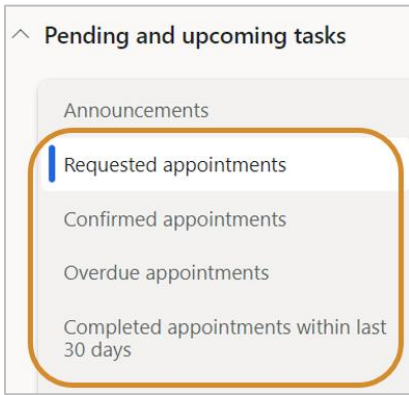 Pending and upcoming tasks
Announcements
Requested appointments
Confirmed appointments
Overdue appointments
Completed appointments within last
30 days